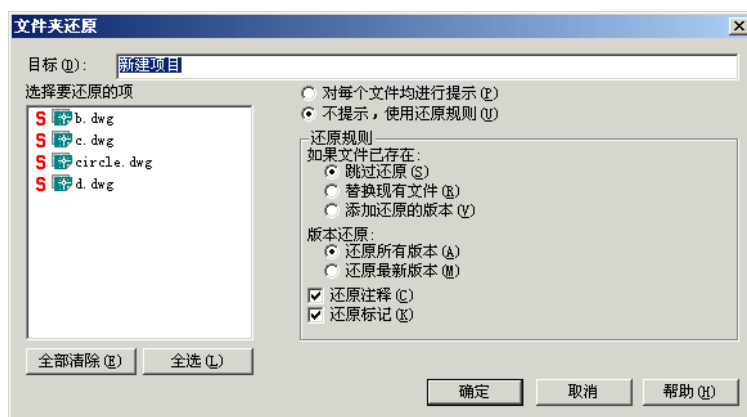 文件夹还原
目标(D):
新建项目
选择要还原的项
S b.dwg
S c.dwg
S circle.dwg
S d.dwg
全部清除(E)
全选(L)
对每个文件均进行提示(P)
不提示，使用还原规则(U)
还原规则
如果文件已存在:
跳过还原(S)
替换现有文件(R)
添加还原的版本(V)
版本还原:
还原所有版本(A)
还原最新版本(M)
还原注释(C)
还原标记(K)
确定
取消
帮助(H)